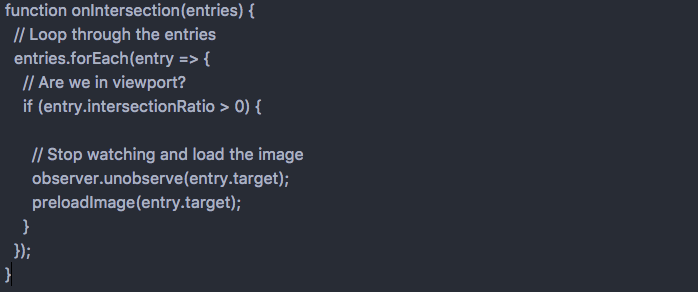 function onIntersection(entries) {
// Loop through the entries
entries.forEach(entry => {
// Are we in viewport?
if (entry.intersectionRatio > 0) {
// Stop watching and load the image
observer.unobserve(entry.target);
preloadImage(entry.target);
}
});
}